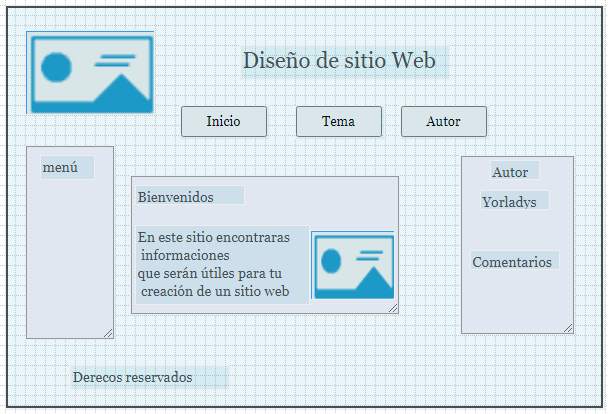 Diseño de sitio Web
Inicio
Tema
Autor
menú
Bienvenidos
En este sitio encontraras
informaciones
que serán útiles para tu
creación de un sitio web
Autor
Yorladys
Comentarios
Derecos reservados